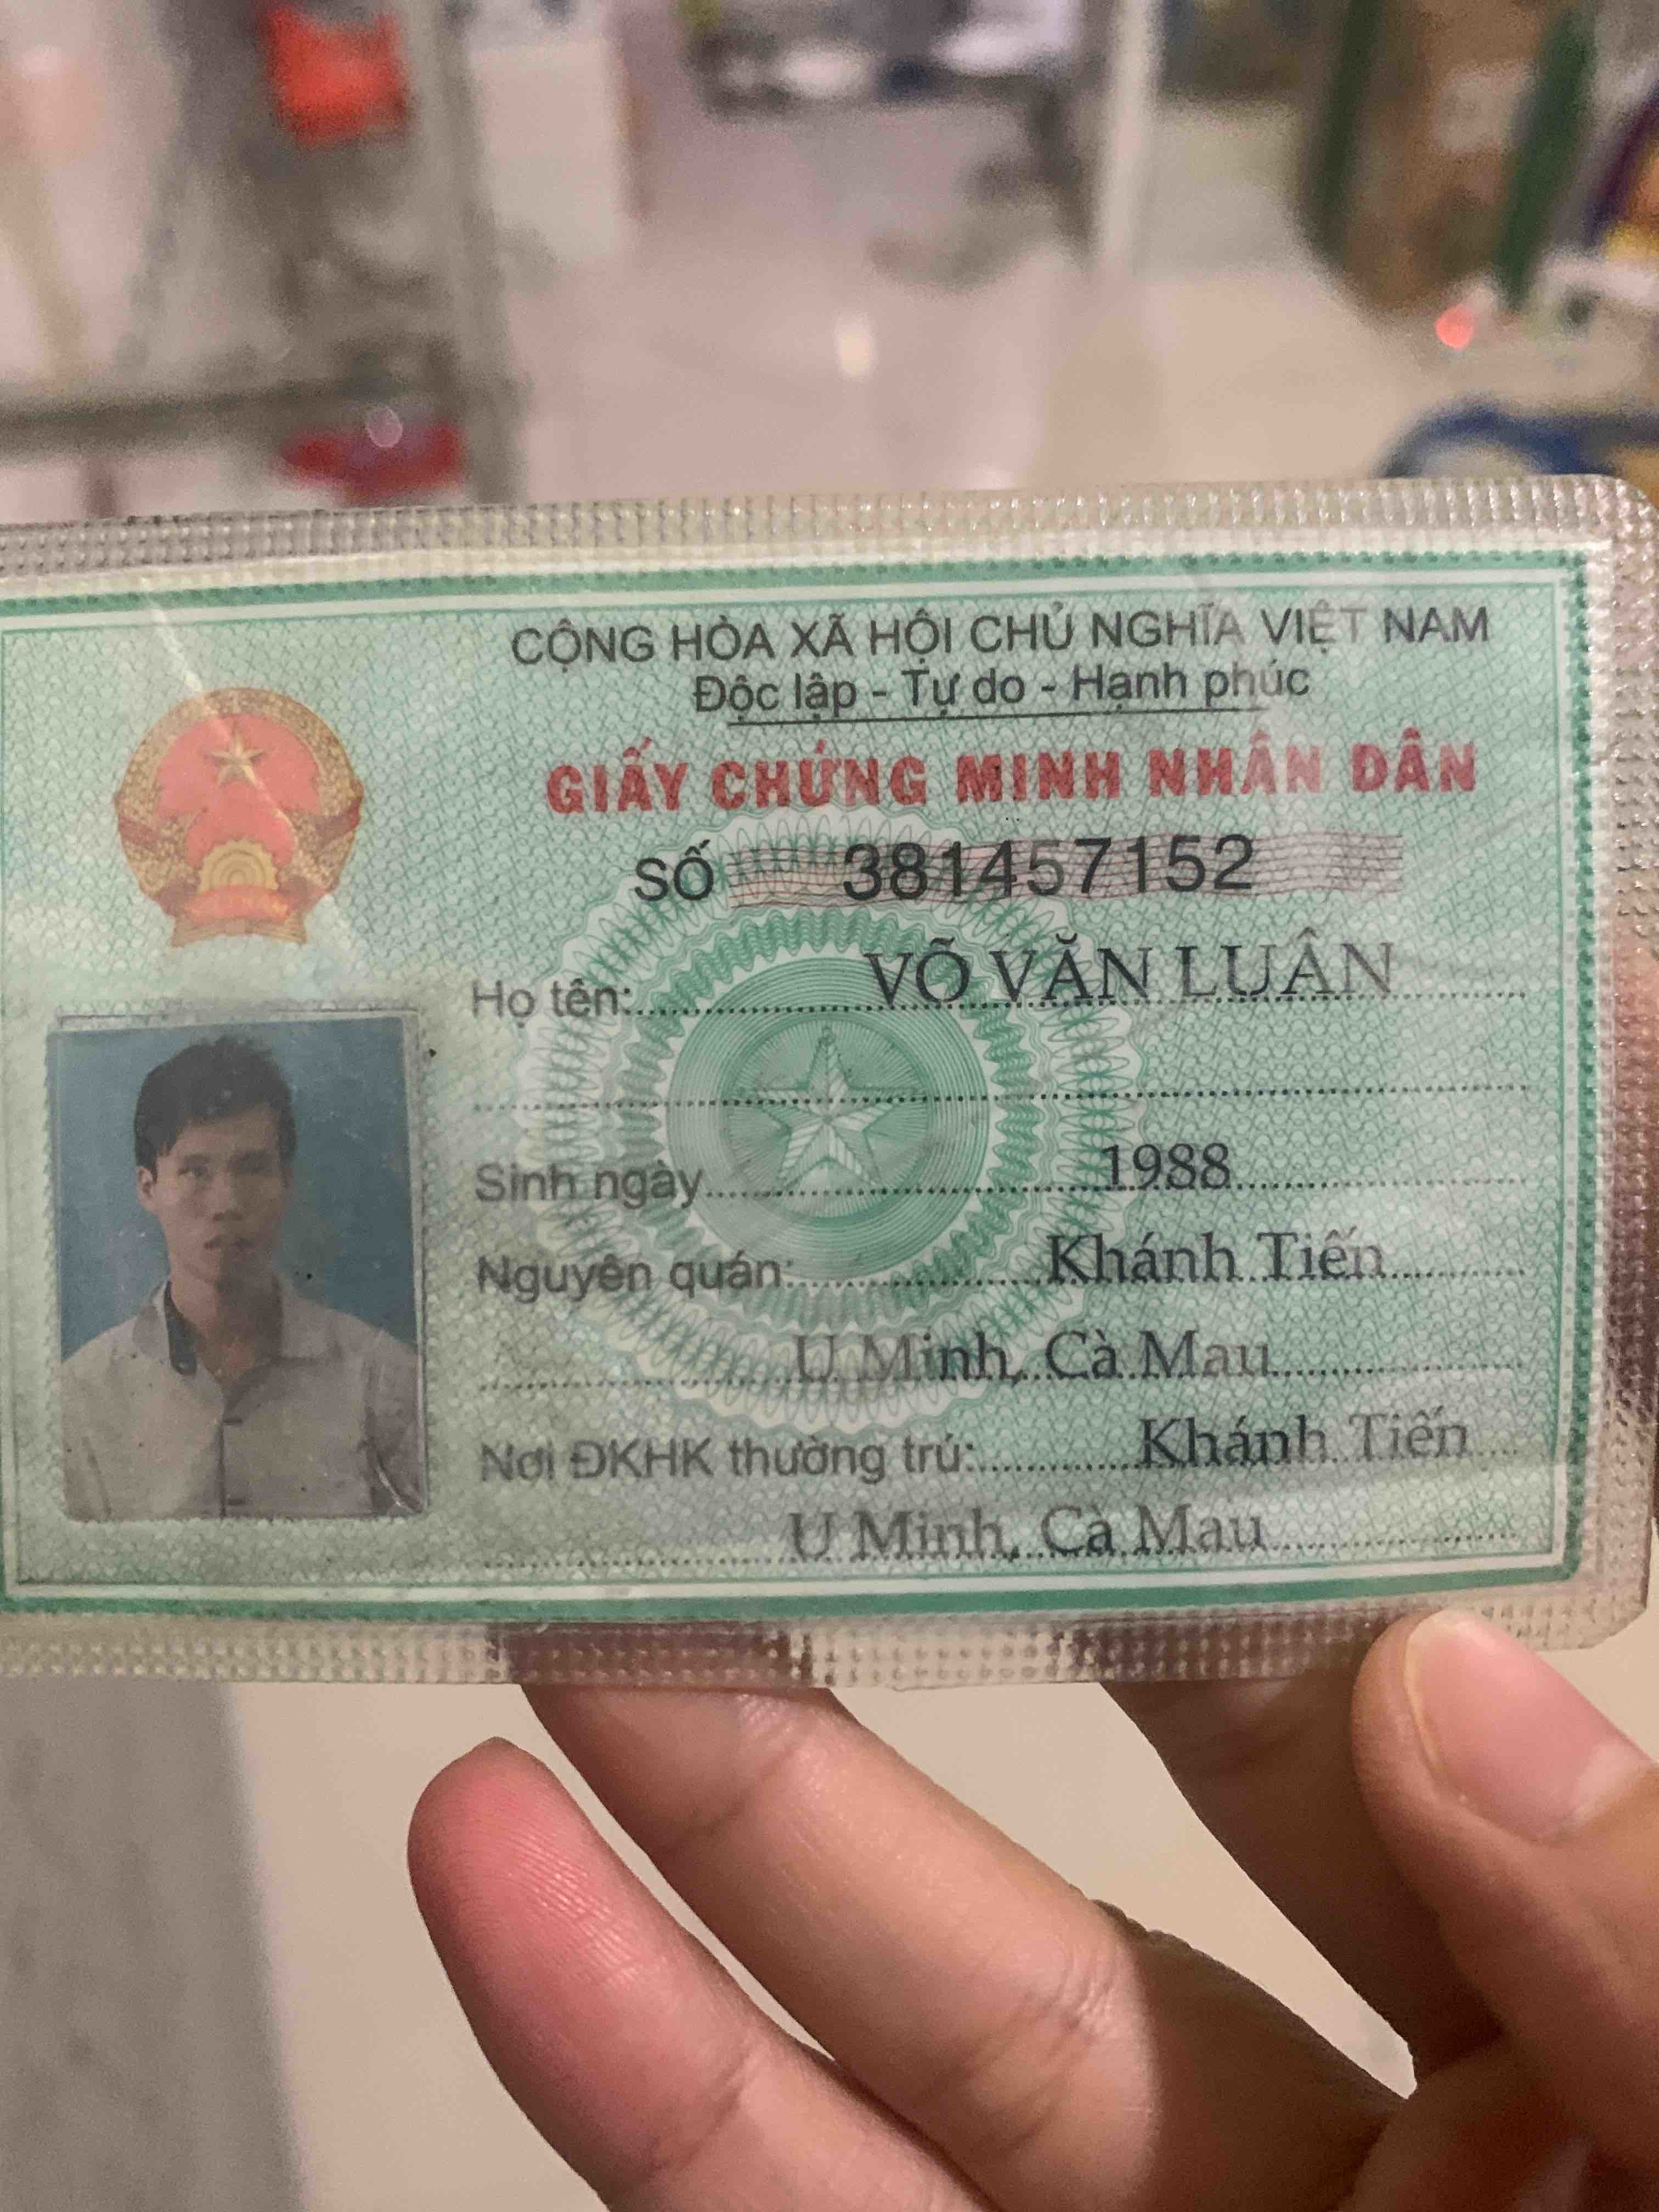 CỘNG HÒA XÃ HỘI CHỦ NGHĨA VIỆT NAM
Độc lập - Tự do - Hạnh phúc
GIẤY CHỨNG MINH NHÂN DÂN
SỐ 381457152
Họ tên: VÕ VĂN LUÂN
Sinh ngày 1988
Nguyên quán: Khánh Tiến
U Minh, Cà Mau
Nơi ĐKHK thường trú: Khánh Tiến
U Minh, Cà Mau